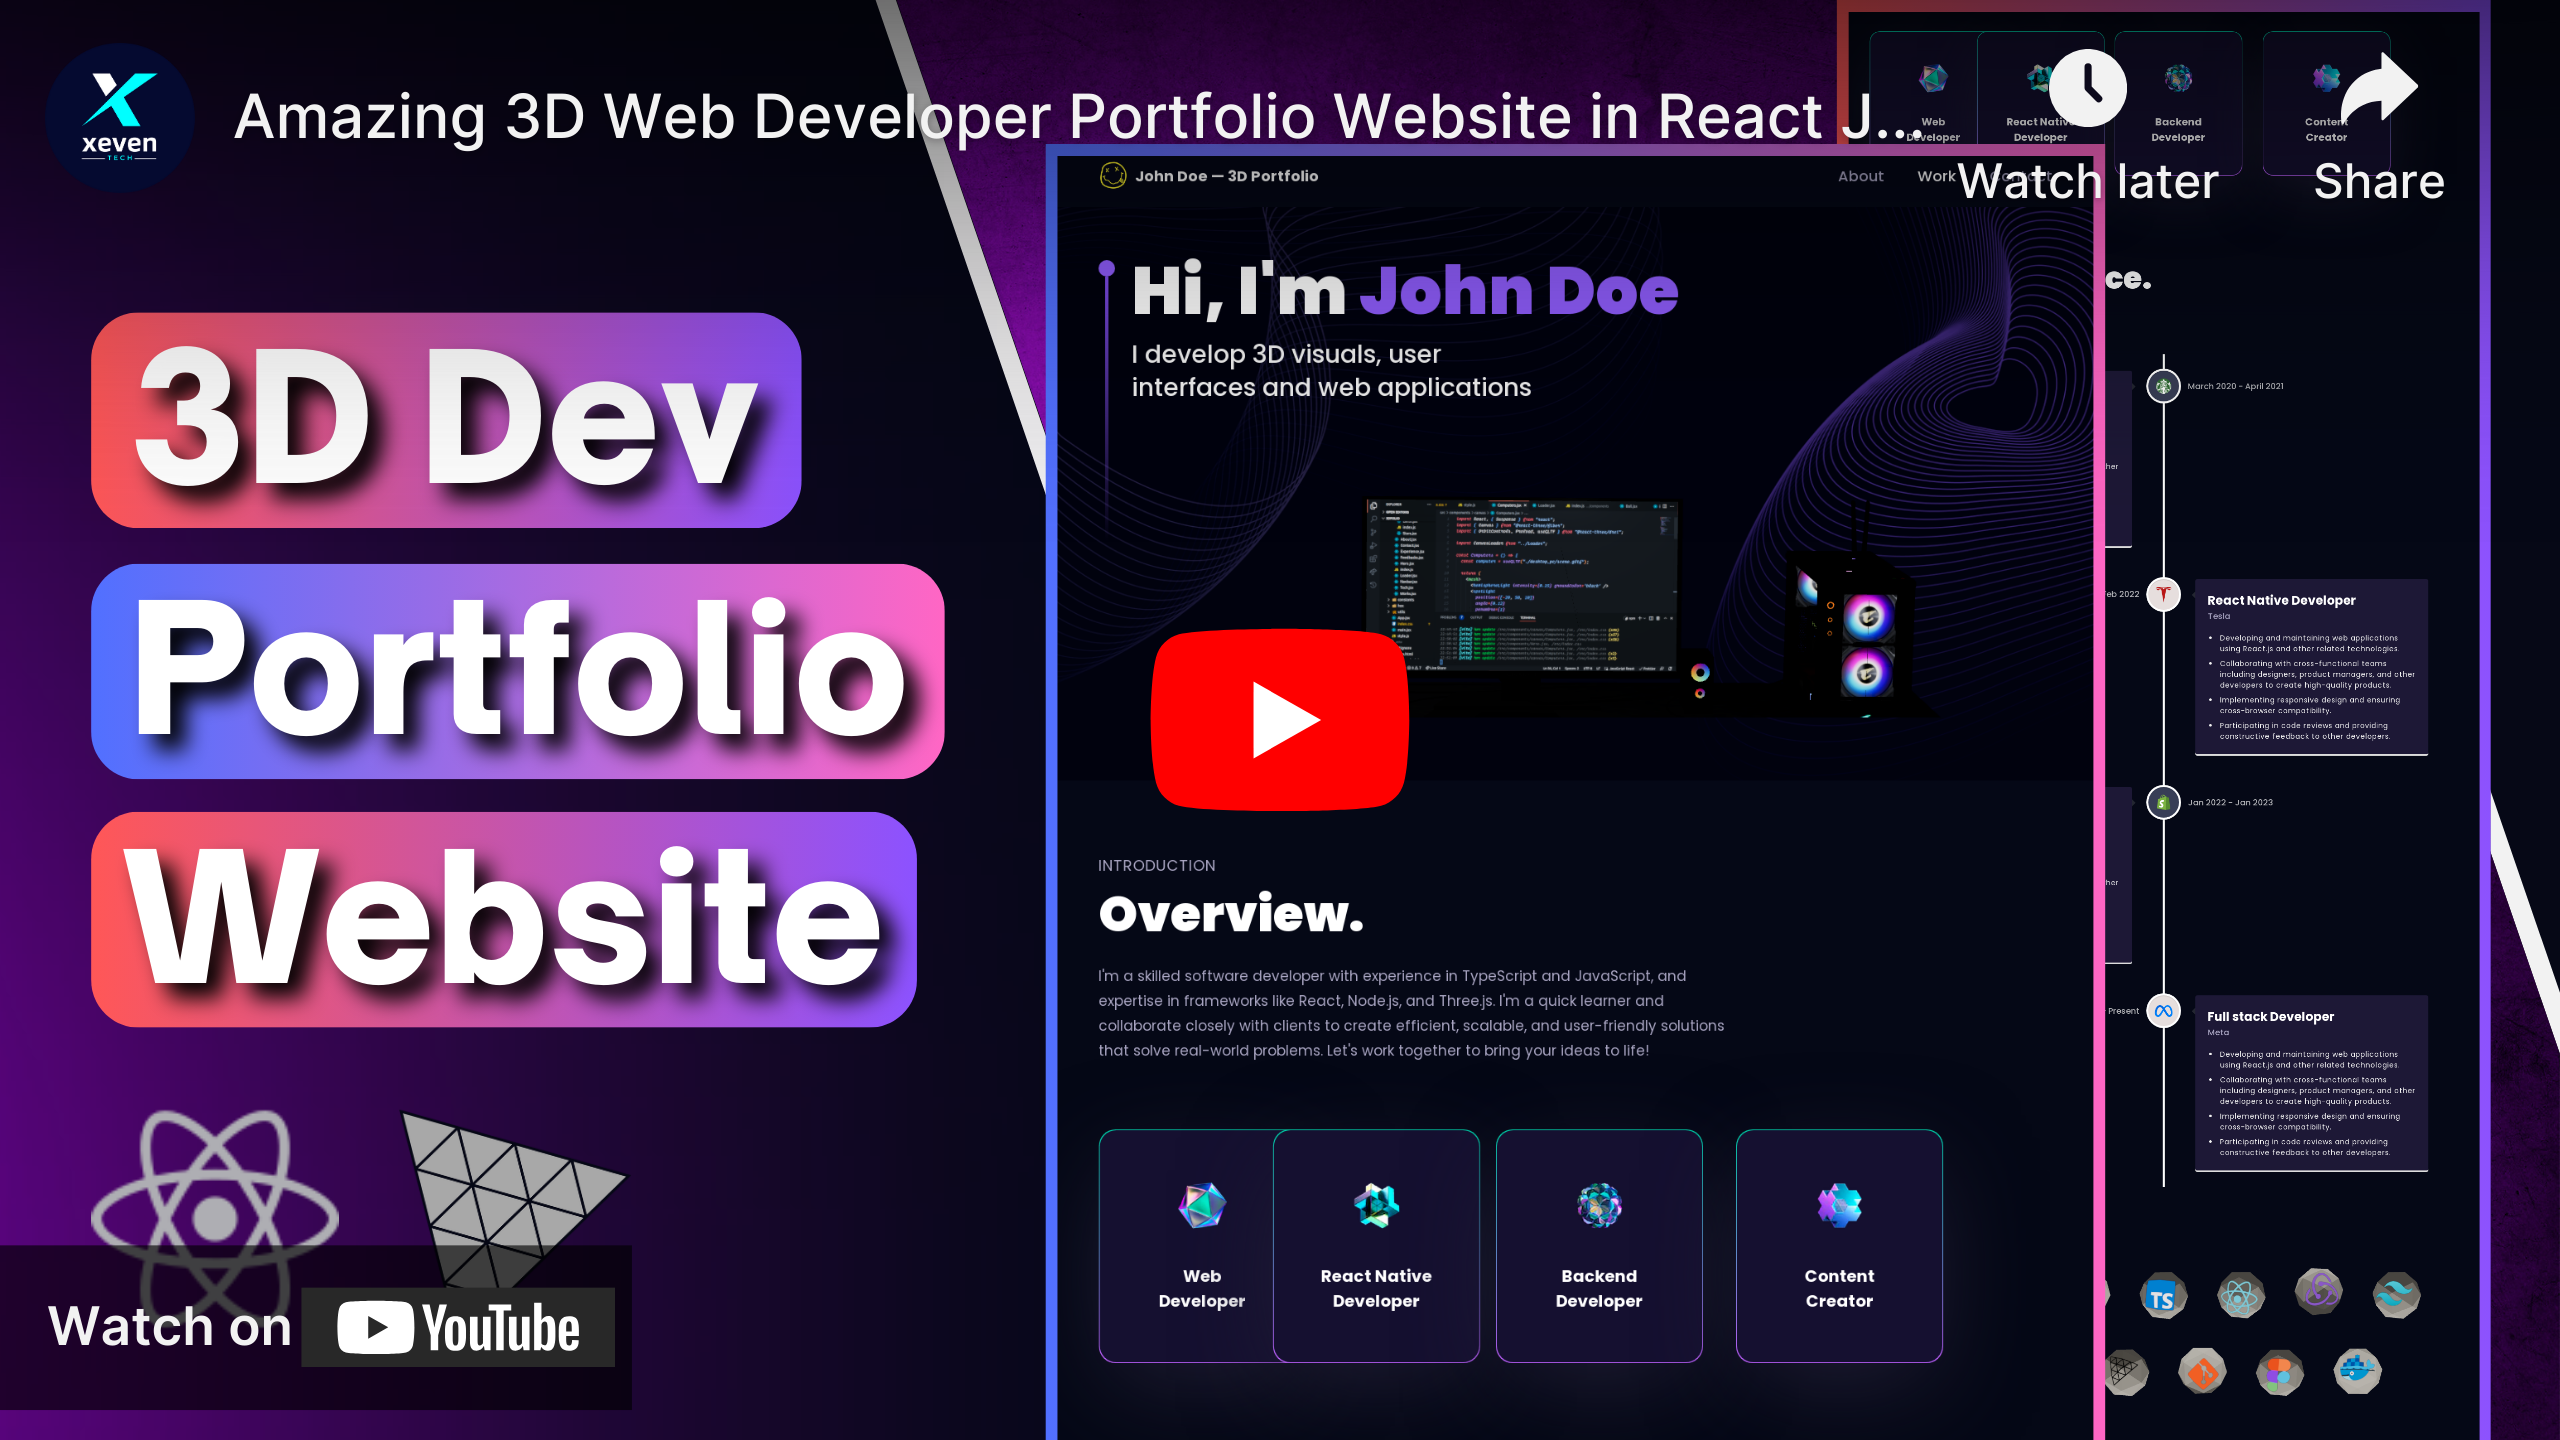 xeven
TECH
Amazing 3D Web Developer Portfolio Website in React J...
Watch later
Share
3D Dev
Portfolio
Website
Watch on YouTube
John Doe — 3D Portfolio
About
Work
Hi, I'm John Doe
I develop 3D visuals, user
interfaces and web applications
INTRODUCTION
Overview.
I'm a skilled software developer with experience in TypeScript and JavaScript, and
expertise in frameworks like React, Node.js, and Three.js. I'm a quick learner and
collaborate closely with clients to create efficient, scalable, and user-friendly solutions
that solve real-world problems. Let's work together to bring your ideas to life!
Web
Developer
React Native
Developer
Backend
Developer
Content
Creator
Web
Developer
React Native
Developer
Backend
Developer
Content
Creator
ce.
March 2020 - April 2021
her
Feb 2022
React Native Developer
Tesla
• Developing and maintaining web applications
using React.js and other related technologies.
• Collaborating with cross-functional teams
including designers, product managers, and other
developers to create high-quality products.
• Implementing responsive design and ensuring
cross-browser compatibility.
• Participating in code reviews and providing
constructive feedback to other developers.
Jan 2022 - Jan 2023
her
Present
Full stack Developer
Meta
• Developing and maintaining web applications
using React.js and other related technologies.
• Collaborating with cross-functional teams
including designers, product managers, and other
developers to create high-quality products.
• Implementing responsive design and ensuring
cross-browser compatibility.
• Participating in code reviews and providing
constructive feedback to other developers.
TS